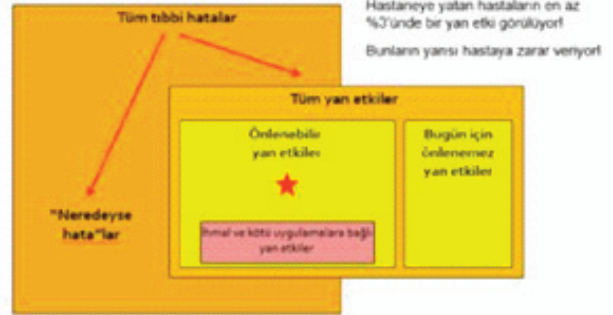 Tüm tıbbi hatalar
Hastaneye yatan hastaların en az
%3'ünde bir yan etki görülüyor!
Bunların yarısı hastaya zarar veriyor!
Tüm yan etkiler
Önlenebilir
yan etkiler
Bugün için
önlenemez
yan etkiler
"Neredeyse
hata"lar
İhmal ve kötü uygulamalara bağlı
yan etkiler